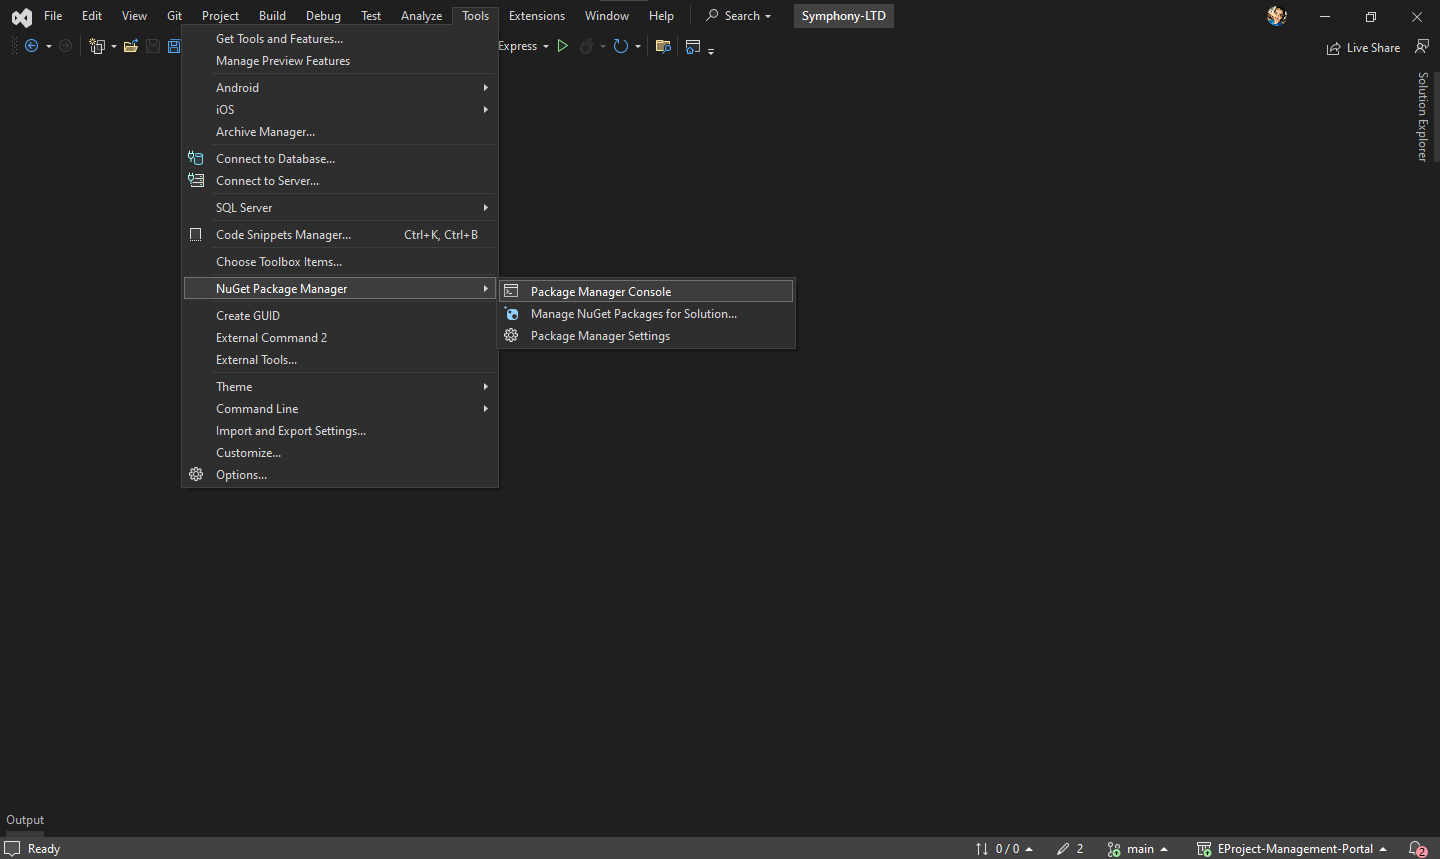 File Edit View Git Project Build Debug Test Analyze Tools Extensions Window Help Search Symphony-LTD
Express
Live Share
Get Tools and Features...
Manage Preview Features
Android
iOS
Archive Manager...
Connect to Database...
Connect to Server...
SQL Server
Code Snippets Manager... Ctrl+K, Ctrl+B
Choose Toolbox Items...
NuGet Package Manager
Package Manager Console
Manage NuGet Packages for Solution...
Package Manager Settings
Create GUID
External Command 2
External Tools...
Theme
Command Line
Import and Export Settings...
Customize...
Options...
Solution Explorer
Output
Ready 0 / 0 2 main EProject-Management-Portal 2